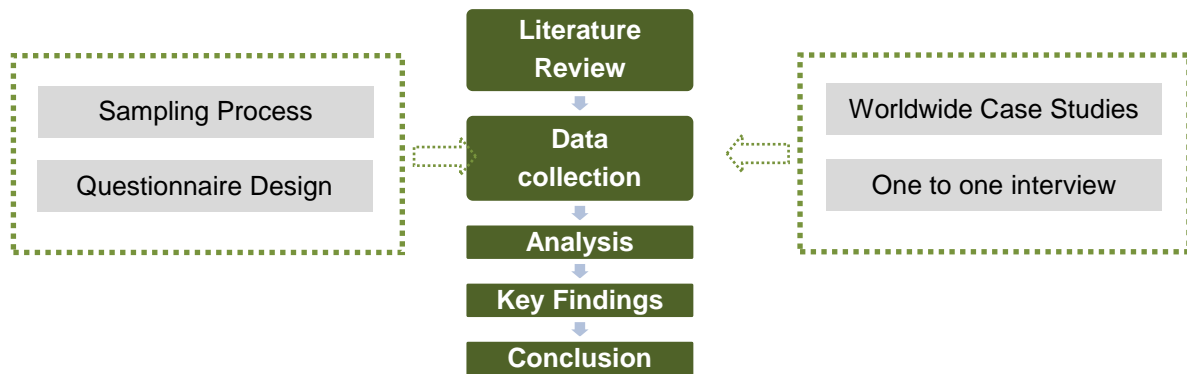 Literature
Review
Sampling Process
Questionnaire Design
Data
collection
Worldwide Case Studies
One to one interview
Analysis
Key Findings
Conclusion